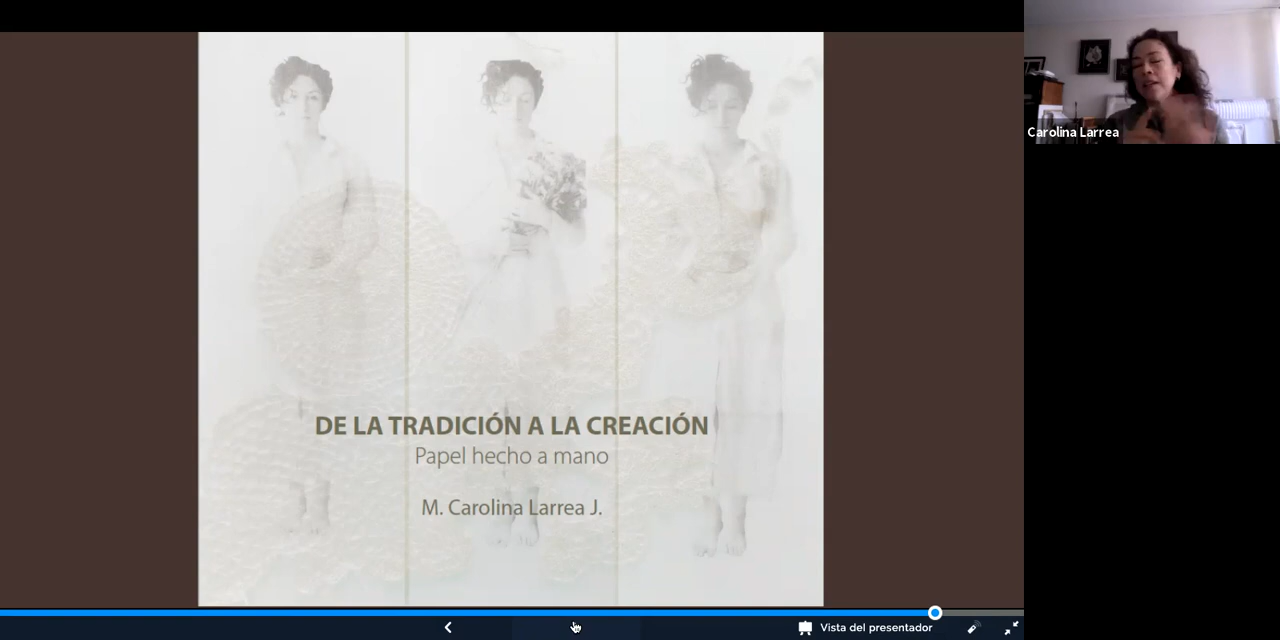 DE LA TRADICIÓN A LA CREACIÓN
Papel hecho a mano
M. Carolina Larrea J.
Carolina Larrea
Vista del presentador